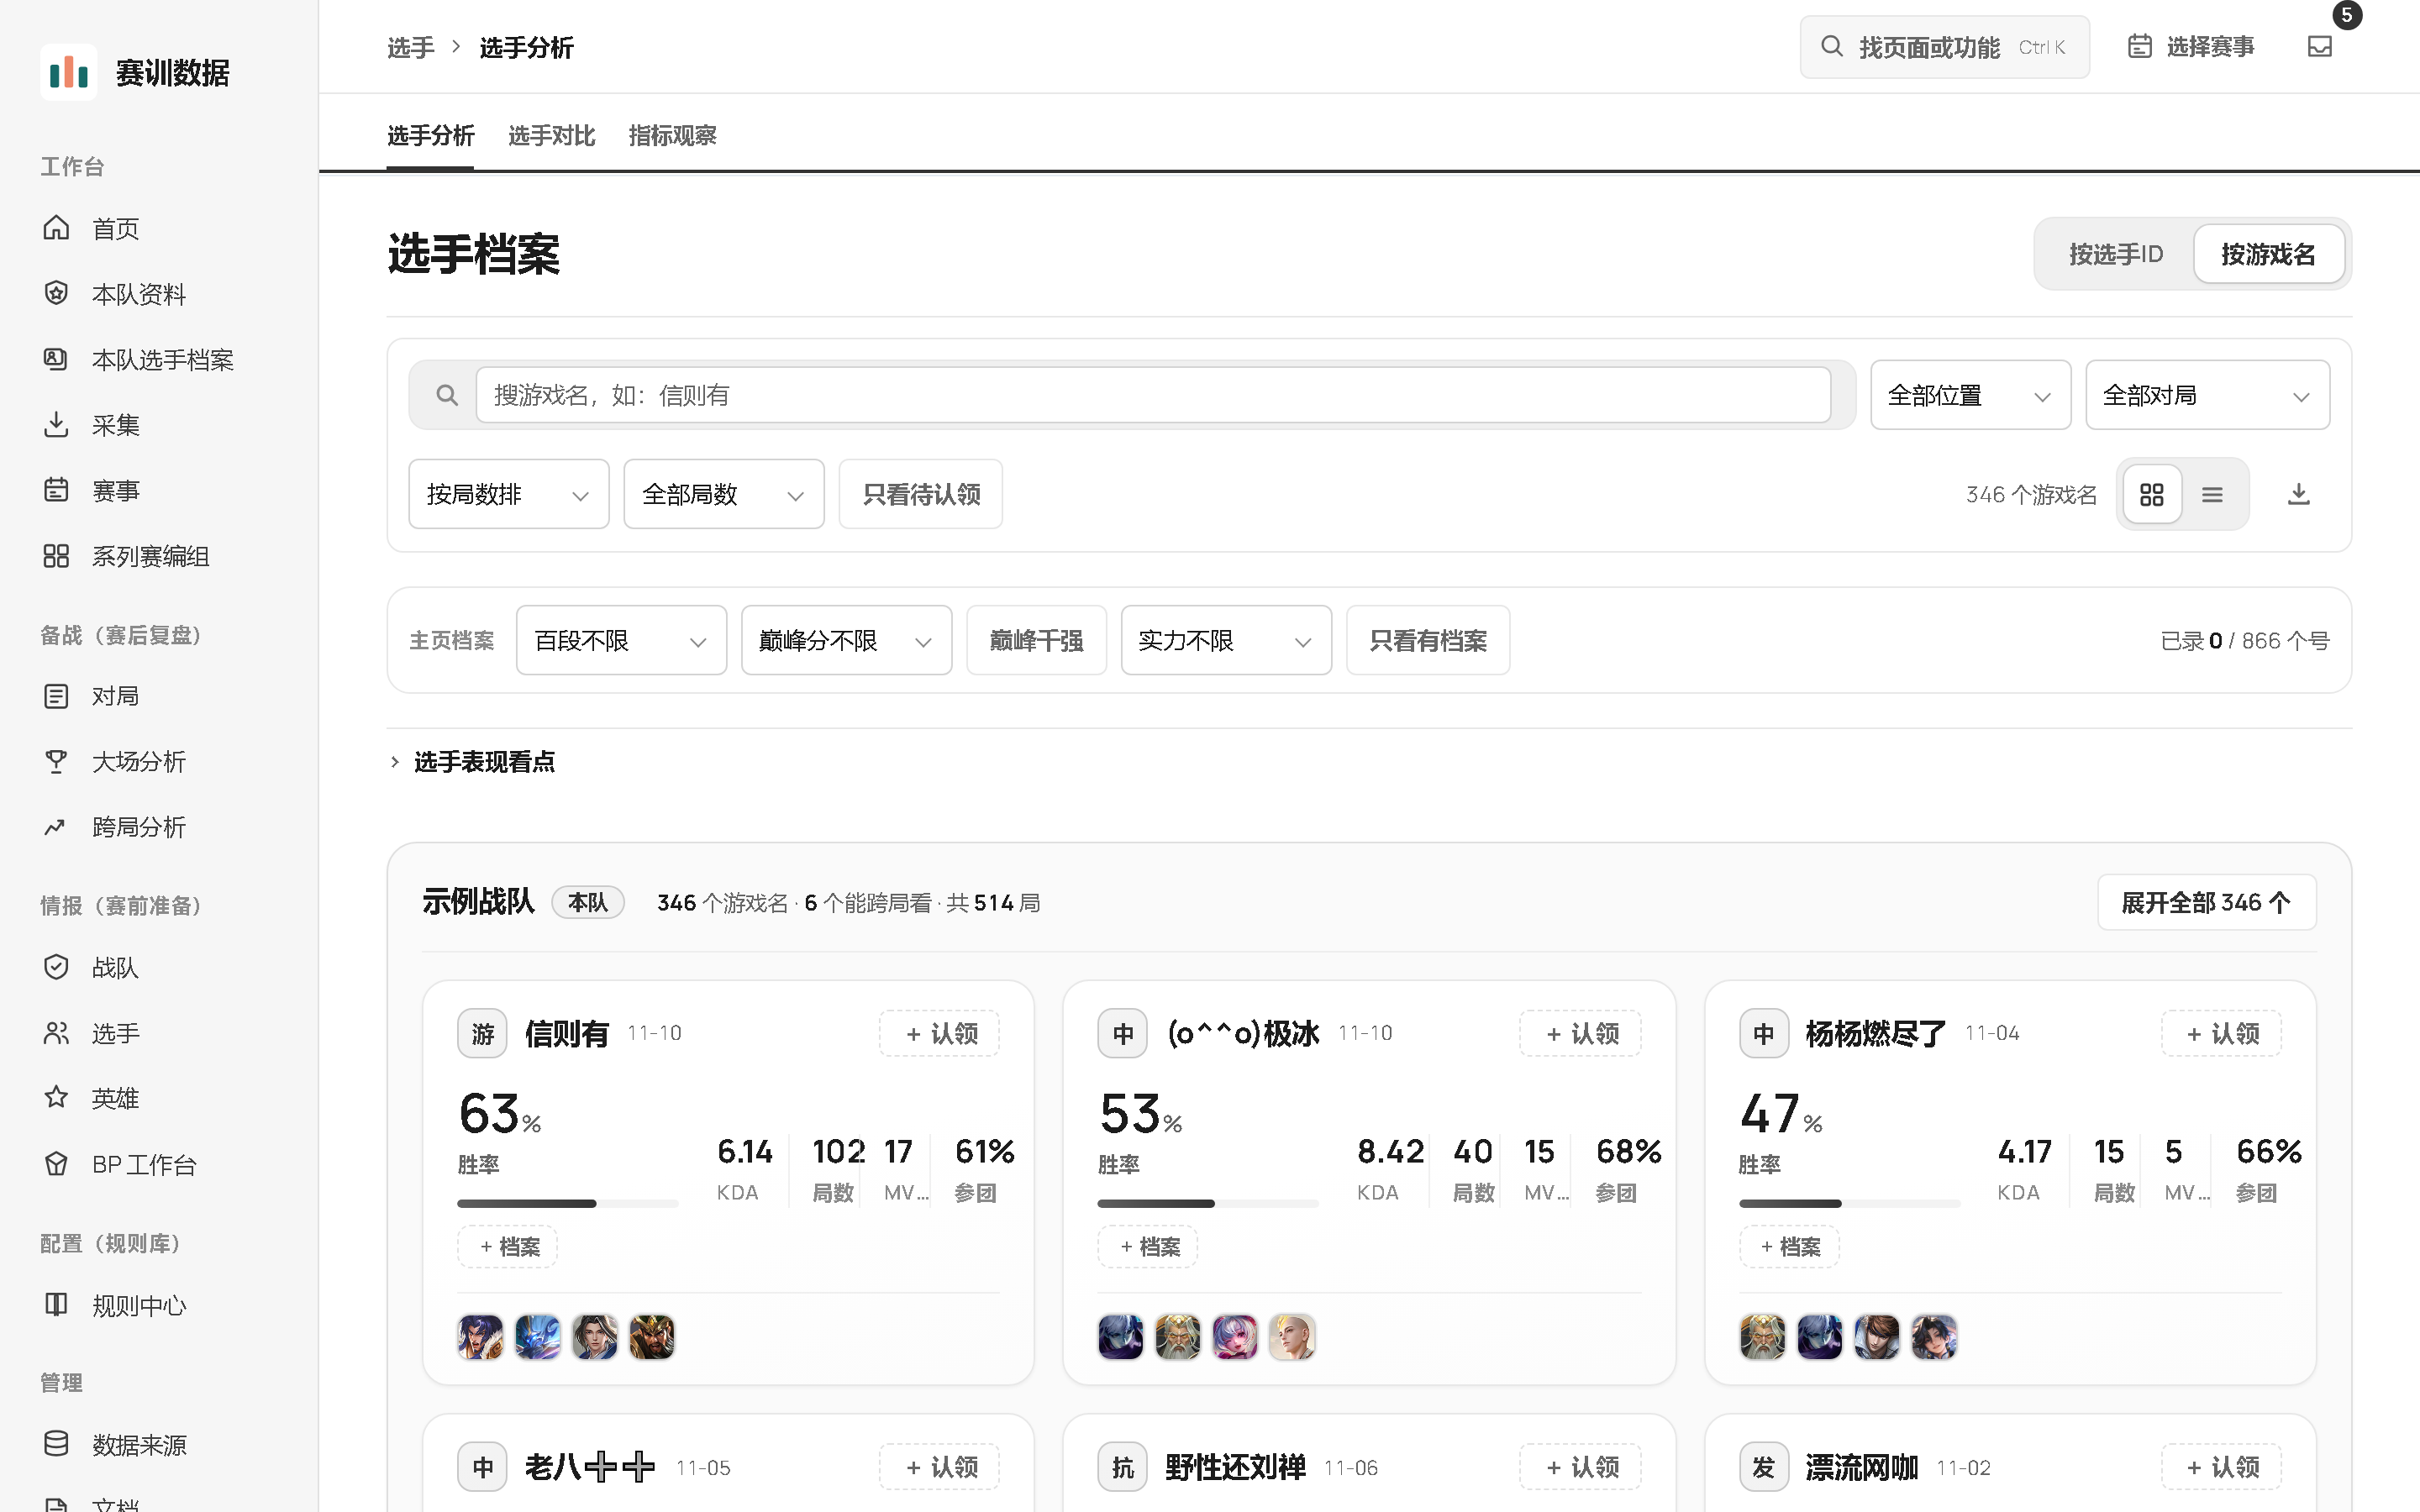 赛训数据
工作台
首页
本队资料
本队选手档案
采集
赛事
系列赛编组
备战（赛后复盘）
对局
大场分析
跨局分析
情报（赛前准备）
战队
选手
英雄
BP 工作台
配置（规则库）
规则中心
管理
数据来源
文档
选手 > 选手分析
找页面或功能 Ctrl K
选择赛事
5
选手分析 选手对比 指标观察
选手档案
按选手ID 按游戏名
搜游戏名，如：信则有
全部位置 全部对局
按局数排 全部局数 只看待认领
346 个游戏名
主页档案 百段不限 巅峰分不限 巅峰千强 实力不限 只看有档案
已录 0 / 866 个号
选手表现看点
示例战队 本队 346 个游戏名 · 6 个能跨局看 · 共 514 局
展开全部 346 个
游 信则有 11-10 + 认领
63%
胜率
6.14 102 17 61%
KDA 局数 MV... 参团
+ 档案
中 (o^^o)极冰 11-10 + 认领
53%
胜率
8.42 40 15 68%
KDA 局数 MV... 参团
+ 档案
中 杨杨燃尽了 11-04 + 认领
47%
胜率
4.17 15 5 66%
KDA 局数 MV... 参团
+ 档案
中 老八➕➕ 11-05 + 认领
抗 野性还刘禅 11-06 + 认领
发 漂流网咖 11-02 + 认领